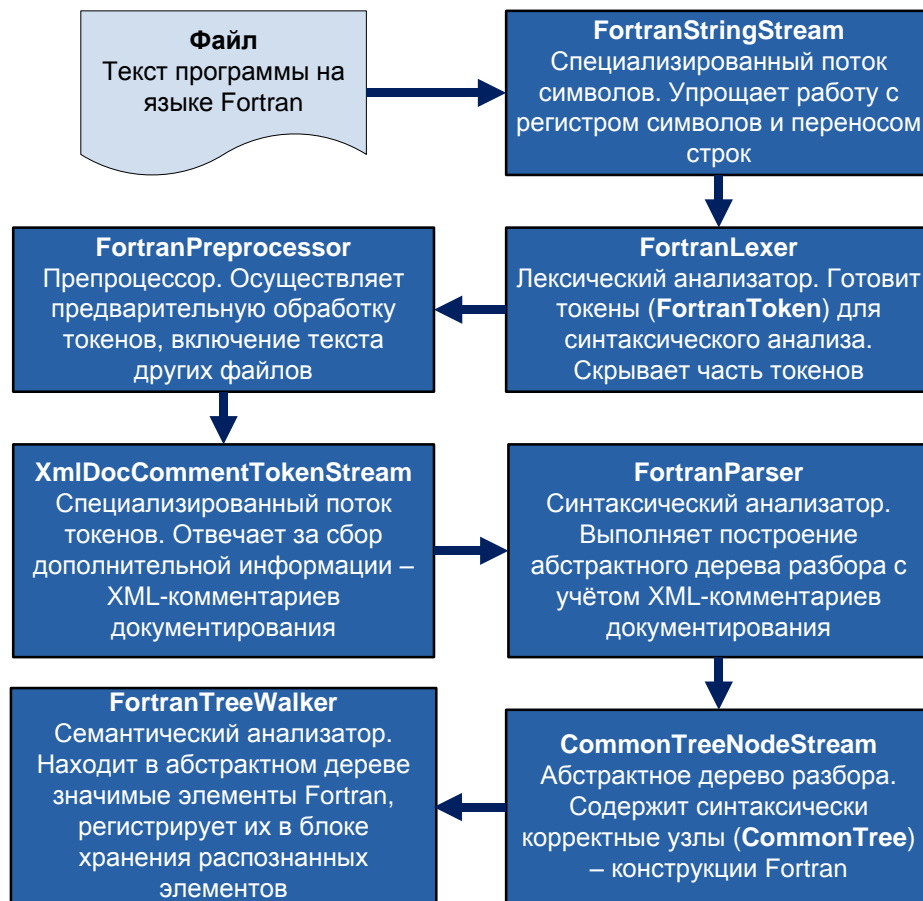 Файл
Текст программы на
языке Fortran
FortranStringStream
Специализированный поток
символов. Упрощает работу с
регистром символов и переносом
строк
FortranPreprocessor
Препроцессор. Осуществляет
предварительную обработку
токенов, включение текста
других файлов
FortranLexer
Лексический анализатор. Готовит
токены (FortranToken) для
синтаксического анализа.
Скрывает часть токенов
XmlDocCommentTokenStream
Специализированный поток
токенов. Отвечает за сбор
дополнительной информации –
XML-комментариев
документирования
FortranParser
Синтаксический анализатор.
Выполняет построение
абстрактного дерева разбора с
учётом XML-комментариев
документирования
FortranTreeWalker
Семантический анализатор.
Находит в абстрактном дереве
значимые элементы Fortran,
регистрирует их в блоке
хранения распознанных
элементов
CommonTreeNodeStream
Абстрактное дерево разбора.
Содержит синтаксически
корректные узлы (CommonTree)
– конструкции Fortran